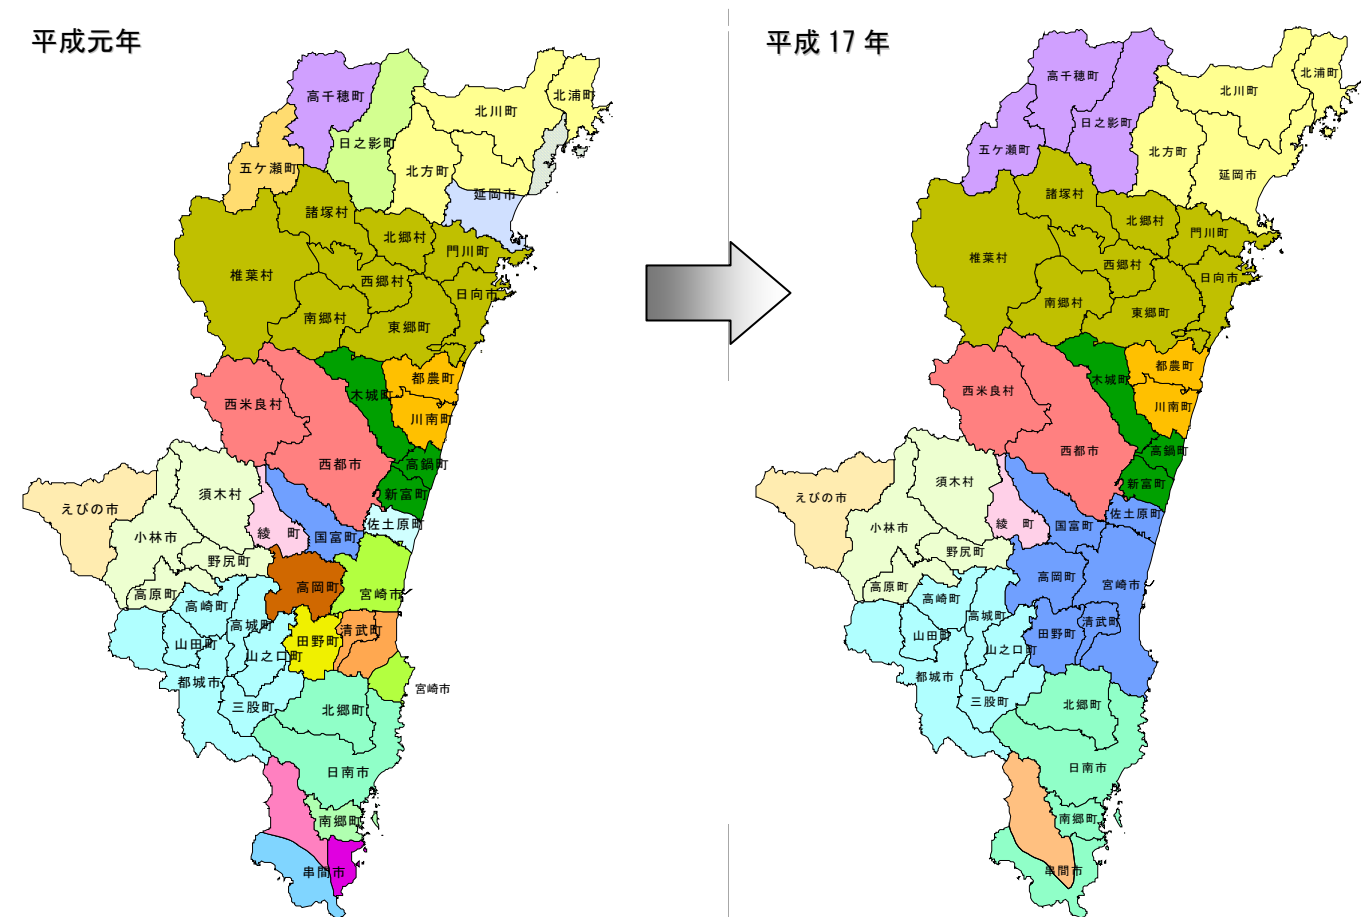 平成元年
高千穂町
北浦町
北川町
日之影町
五ケ瀬町
北方町
延岡市
諸塚村
北郷村
門川町
椎葉村
西郷村
日向市
南郷村
東郷町
都農町
木城町
西米良村
川南町
西都市
高鍋町
須木村
新富町
えびの市
佐土原町
綾 町
国富町
小林市
野尻町
高岡町
高原町
宮崎市
高崎町
高城町
清武町
山田町
田野町
山之口町
都城市
宮崎市
三股町
北郷町
日南市
南郷町
串間市
平成 17 年
高千穂町
北浦町
北川町
日之影町
五ケ瀬町
北方町
延岡市
諸塚村
北郷村
門川町
椎葉村
西郷村
日向市
南郷村
東郷町
都農町
木城町
西米良村
川南町
西都市
高鍋町
須木村
新富町
えびの市
佐土原町
綾 町
国富町
小林市
野尻町
高岡町
高原町
宮崎市
高崎町
高城町
清武町
山田町
田野町
山之口町
都城市
三股町
北郷町
日南市
南郷町
串間市